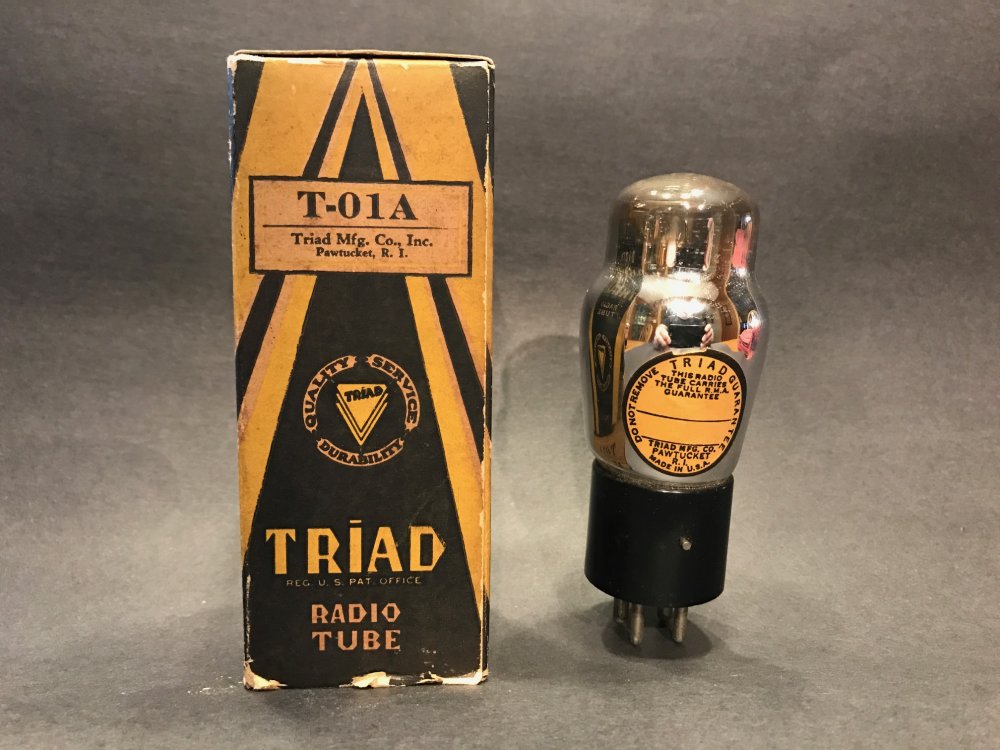 T-01A
Triad Mfg. Co., Inc.
Pawtucket, R. I.
QUALITY SERVICE
DURABILITY
TRIAD
TRIAD
REG. U. S. PAT. OFFICE
RADIO
TUBE
DO NOT REMOVE TRIAD GUARANTEE
THIS RADIO
TUBE CARRIES
THE FULL R.M.A.
GUARANTEE
TRIAD MFG. CO.
PAWTUCKET
R.I.
MADE IN U.S.A.